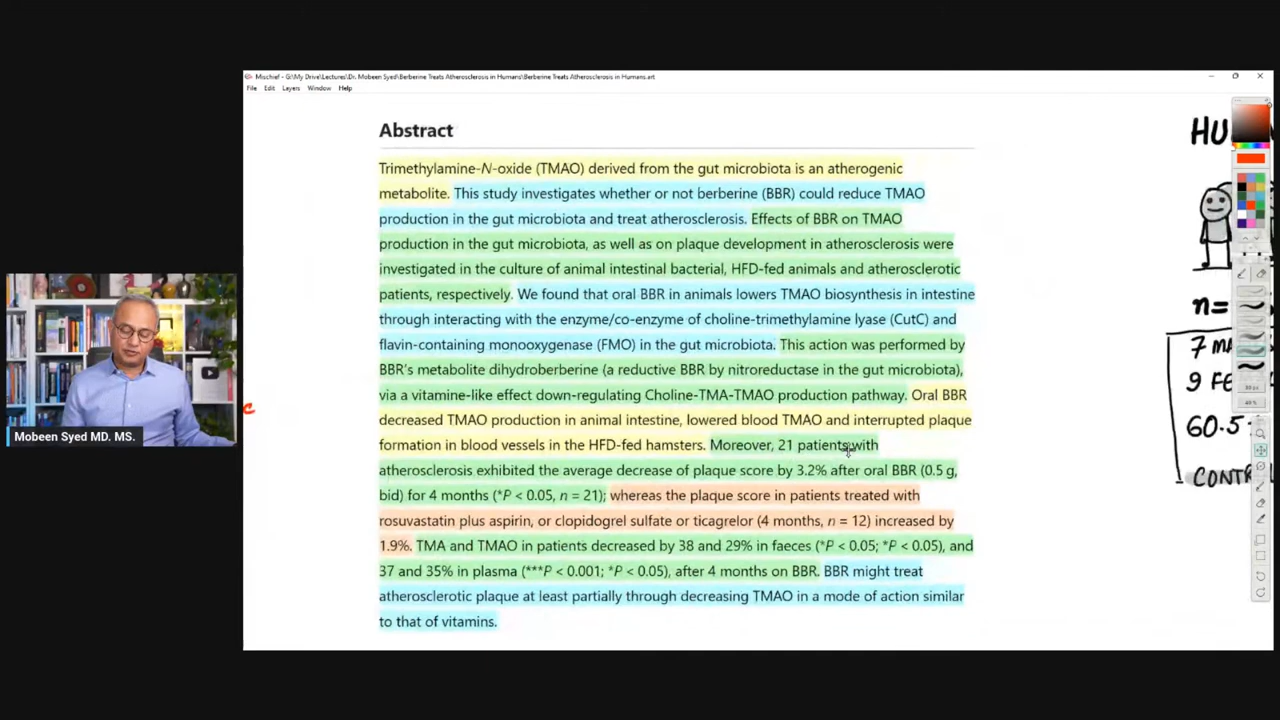 Mischief - G:\My Drive\Lectures\Dr. Mobeen Syed\Berberine Treats Atherosclerosis in Humans\Berberine Treats Atherosclerosis in Humans.art
File Edit Layers Window Help
Abstract
Trimethylamine-N-oxide (TMAO) derived from the gut microbiota is an atherogenic
metabolite. This study investigates whether or not berberine (BBR) could reduce TMAO
production in the gut microbiota and treat atherosclerosis. Effects of BBR on TMAO
production in the gut microbiota, as well as on plaque development in atherosclerosis were
investigated in the culture of animal intestinal bacterial, HFD-fed animals and atherosclerotic
patients, respectively. We found that oral BBR in animals lowers TMAO biosynthesis in intestine
through interacting with the enzyme/co-enzyme of choline-trimethylamine lyase (CutC) and
flavin-containing monooxygenase (FMO) in the gut microbiota. This action was performed by
BBR's metabolite dihydroberberine (a reductive BBR by nitroreductase in the gut microbiota),
via a vitamine-like effect down-regulating Choline-TMA-TMAO production pathway. Oral BBR
decreased TMAO production in animal intestine, lowered blood TMAO and interrupted plaque
formation in blood vessels in the HFD-fed hamsters. Moreover, 21 patients with
atherosclerosis exhibited the average decrease of plaque score by 3.2% after oral BBR (0.5 g,
bid) for 4 months (*P < 0.05, n = 21); whereas the plaque score in patients treated with
rosuvastatin plus aspirin, or clopidogrel sulfate or ticagrelor (4 months, n = 12) increased by
1.9%. TMA and TMAO in patients decreased by 38 and 29% in faeces (*P < 0.05; *P < 0.05), and
37 and 35% in plasma (***P < 0.001; *P < 0.05), after 4 months on BBR. BBR might treat
atherosclerotic plaque at least partially through decreasing TMAO in a mode of action similar
to that of vitamins.
HU
n=
7 MA
9 FE
60.5
CONT
Mobeen Syed MD. MS.